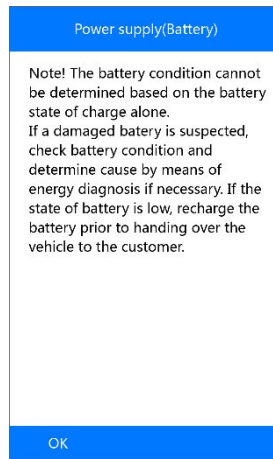 Power supply(Battery)
Note! The battery condition cannot
be determined based on the battery
state of charge alone.
If a damaged batery is suspected,
check battery condition and
determine cause by means of
energy diagnosis if necessary. If the
state of battery is low, recharge the
battery prior to handing over the
vehicle to the customer.
OK